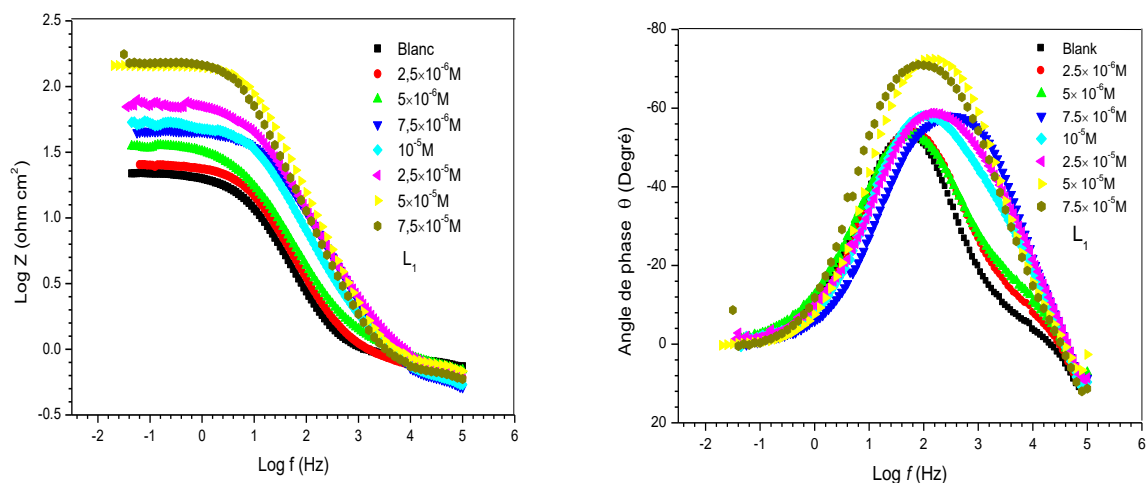 2.5
2.0
1.5
1.0
0.5
0.0
-0.5
Log Z (ohm cm²)
-2 -1 0 1 2 3 4 5 6
Log f (Hz)
Blanc
2,5×10⁻⁶M
5×10⁻⁶M
7,5×10⁻⁶M
10⁻⁵M
2,5×10⁻⁵M
5×10⁻⁵M
7,5×10⁻⁵M
L₁
-80
-60
-40
-20
0
20
Angle de phase θ (Degré)
-2 -1 0 1 2 3 4 5 6
Log f (Hz)
Blank
2.5× 10⁻⁶M
5× 10⁻⁶M
7.5× 10⁻⁶M
10⁻⁵M
2.5× 10⁻⁵M
5× 10⁻⁵M
7.5× 10⁻⁵M
L₁